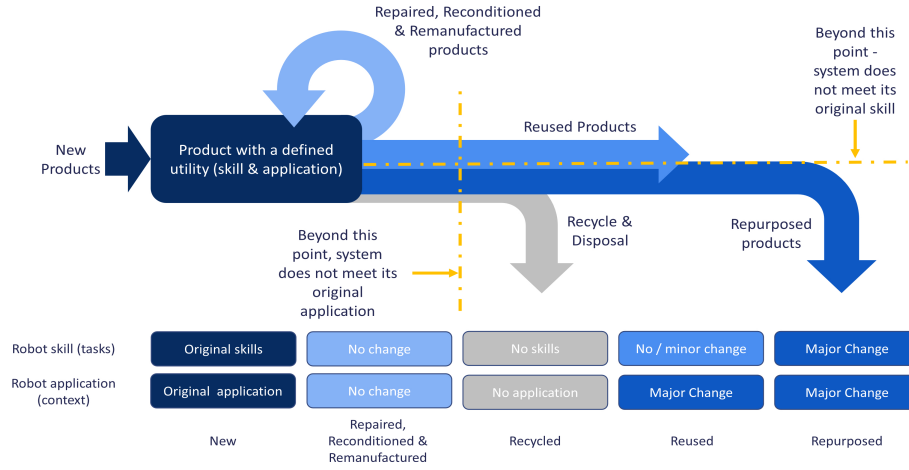 Repaired, Reconditioned
& Remanufactured
products
Beyond this
point -
system does
not meet its
original skill
New
Products
Product with a defined
utility (skill & application)
Reused Products
Recycle &
Disposal
Repurposed
products
Beyond this
point, system
does not meet its
original
application
Robot skill (tasks)
Original skills
No change
No skills
No / minor change
Major Change
Robot application
(context)
Original  application
No change
No application
Major Change
Major Change
New
Repaired,
Reconditioned &
Remanufactured
Recycled
Reused
Repurposed